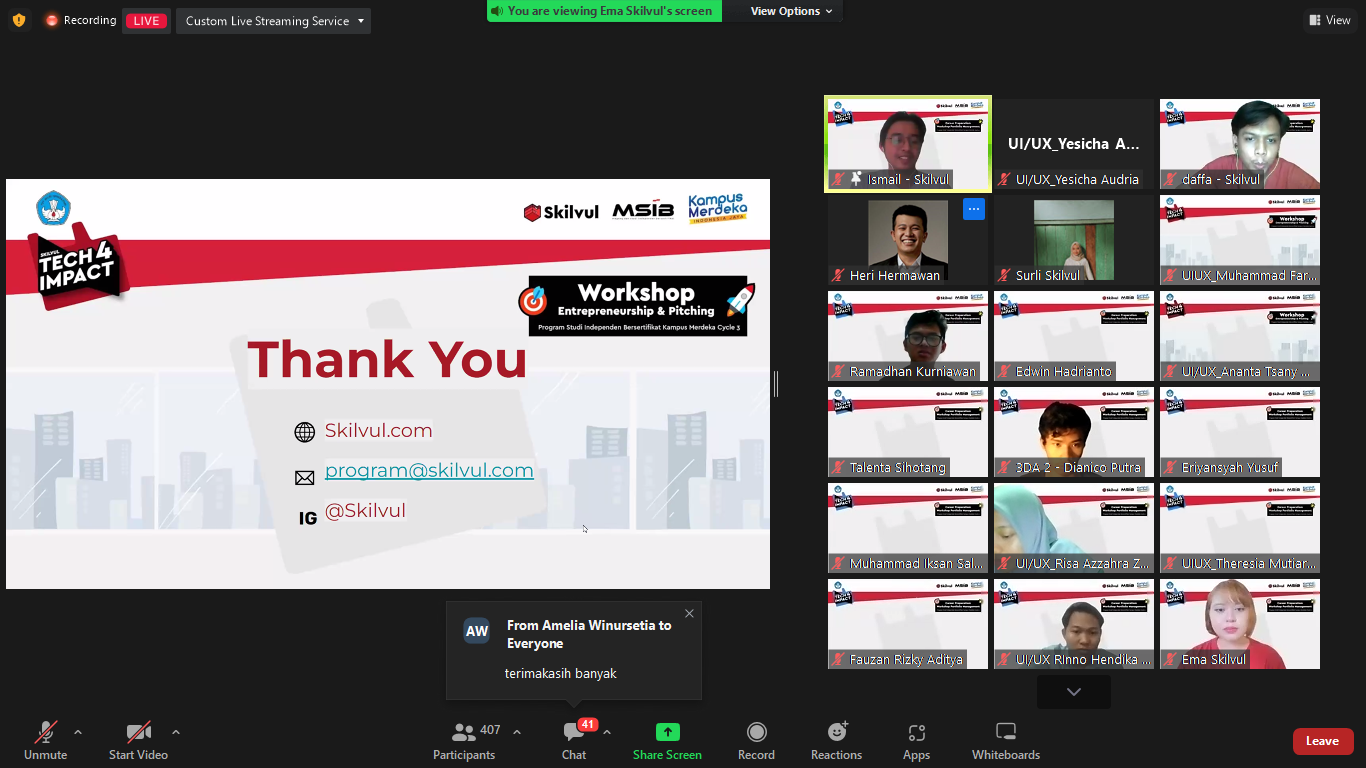 Recording
LIVE
Custom Live Streaming Service
You are viewing Ema Skilvul's screen
View Options
View
Skilvul
MSIB
Kampus
Merdeka
INDONESIA JAYA
SKILVUL
TECH4
IMPACT
Workshop
Entrepreneurship & Pitching
Program Studi Independen Bersertifikat Kampus Merdeka Cycle 3
Thank You
Skilvul.com
program@skilvul.com
IG @Skilvul
Ismail - Skilvul
UI/UX_Yesicha A...
UI/UX_Yesicha Audria
daffa - Skilvul
Heri Hermawan
Surli Skilvul
UIUX_Muhammad Far...
Ramadhan Kurniawan
Edwin Hadrianto
UI/UX_Ananta Tsany ...
Talenta Sihotang
3DA 2 - Dianico Putra
Eriyansyah Yusuf
Muhammad Iksan Sal...
UI/UX_Risa Azzahra Z...
UIUX_Theresia Mutiar...
Fauzan Rizky Aditya
UI/UX RInno Hendika ...
Ema Skilvul
AW
From Amelia Winursetia to
Everyone
terimakasih banyak
Unmute
Start Video
407
Participants
41
Chat
Share Screen
Record
Reactions
Apps
Whiteboards
Leave